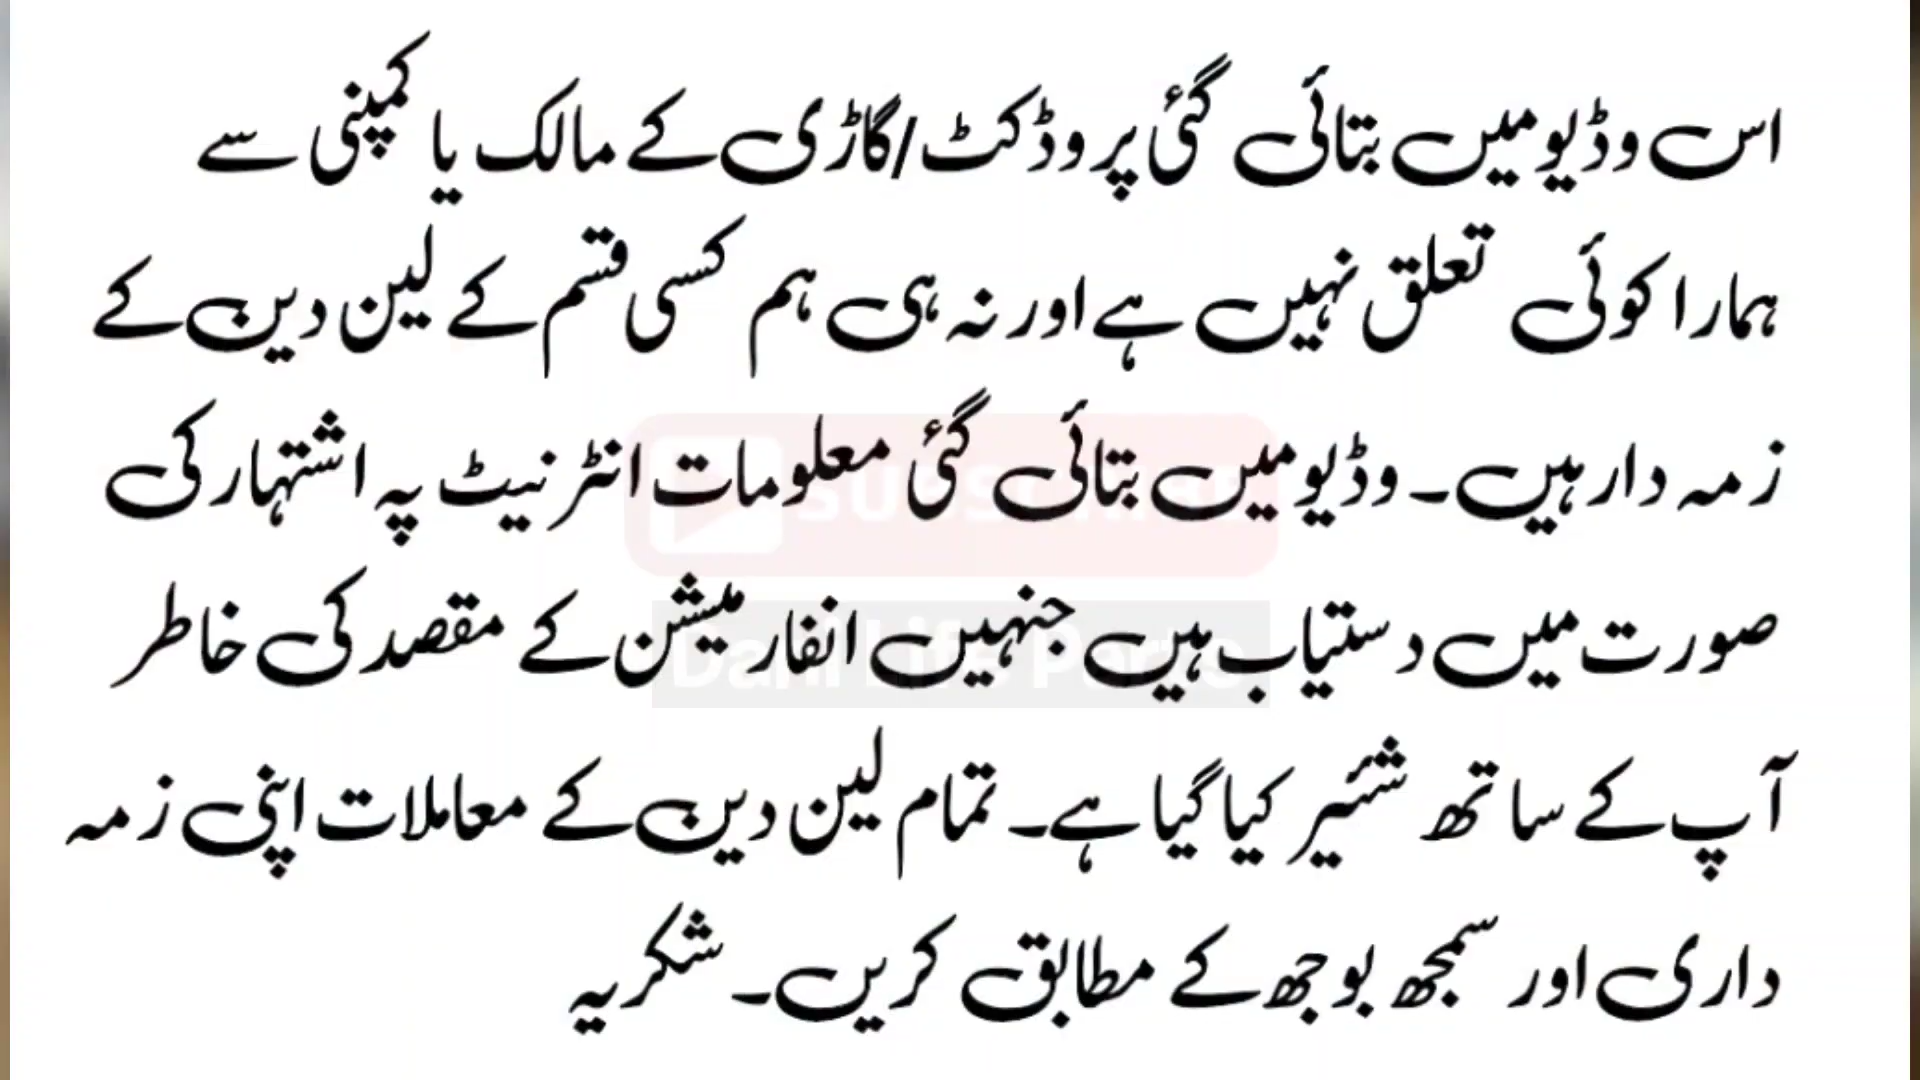 اس وڈیو میں بتائی گئی پروڈکٹ/گاڑی کے مالک یا کمپنی سے
ہمارا کوئی تعلق نہیں ہے اور نہ ہی ہم کسی قسم کے لین دین کے
زمہ دار ہیں۔ وڈیو میں بتائی گئی معلومات انٹرنیٹ پہ اشتہار کی
صورت میں دستیاب ہیں جنہیں انفارمیشن کے مقصد کی خاطر
آپ کے ساتھ شئیر کیا گیا ہے۔ تمام لین دین کے معاملات اپنی زمہ
داری اور سمجھ بوجھ کے مطابق کریں۔ شکریہ